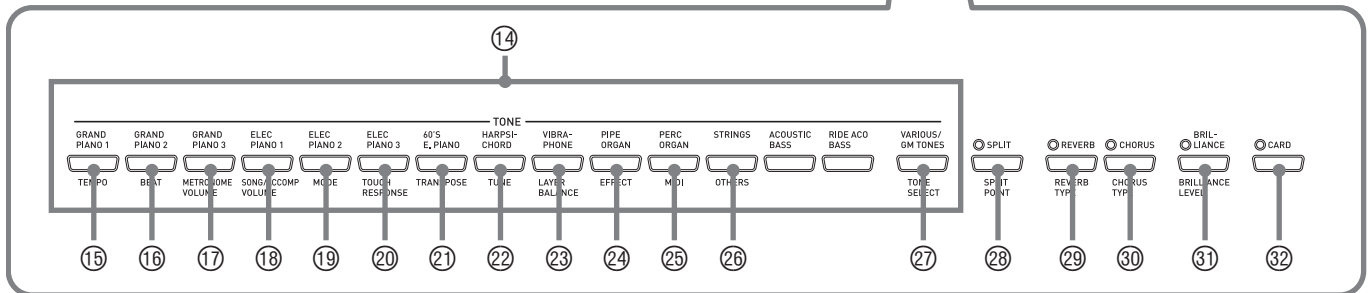 ⑭
TONE
GRAND PIANO 1
GRAND PIANO 2
GRAND PIANO 3
ELEC PIANO 1
ELEC PIANO 2
ELEC PIANO 3
60'S E. PIANO
HARPSI-CHORD
VIBRA-PHONE
PIPE ORGAN
PERC ORGAN
STRINGS
ACOUSTIC BASS
RIDE ACO BASS
VARIOUS/ GM TONES
SPLIT
REVERB
CHORUS
BRIL-LIANCE
CARD
TEMPO
BEAT
METRONOME VOLUME
SONG/ACCOMP VOLUME
MODE
TOUCH RESPONSE
TRANSPOSE
TUNE
LAYER BALANCE
EFFECT
MIDI
OTHERS
TONE SELECT
SPLIT POINT
REVERB TYPE
CHORUS TYPE
BRILLIANCE LEVEL
⑮ ⑯ ⑰ ⑱ ⑲ ⑳ ㉑ ㉒ ㉓ ㉔ ㉕ ㉖ ㉗ ㉘ ㉙ ㉚ ㉛ ㉜